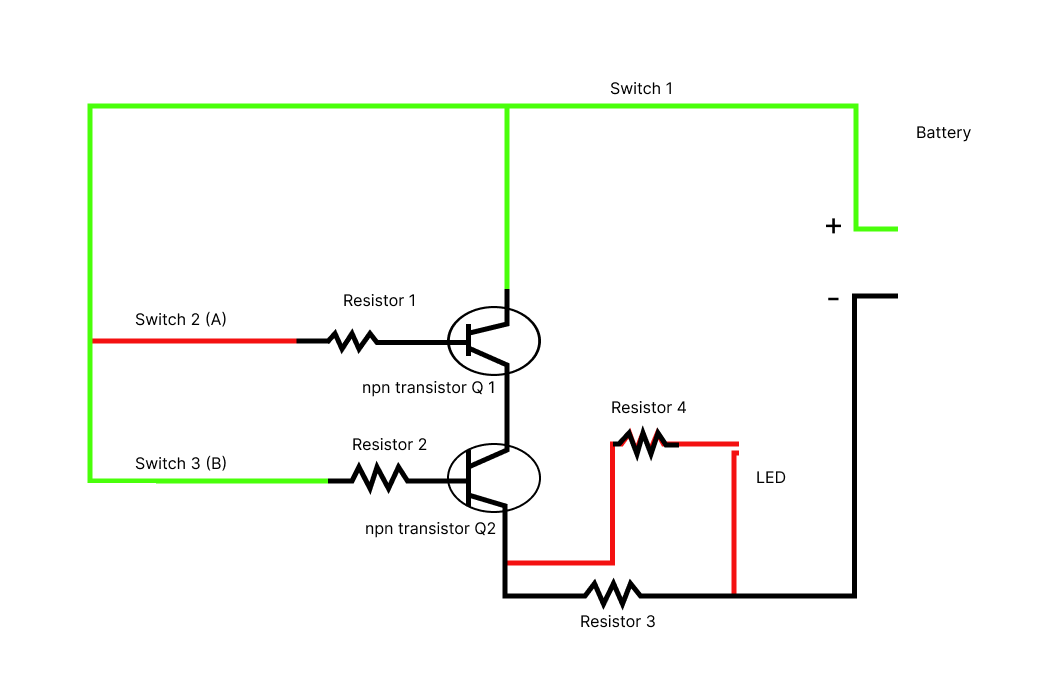 Switch 1
Battery
+
–
Resistor 1
Switch 2 (A)
npn transistor Q 1
Resistor 4
Resistor 2
Switch 3 (B)
LED
npn transistor Q2
Resistor 3